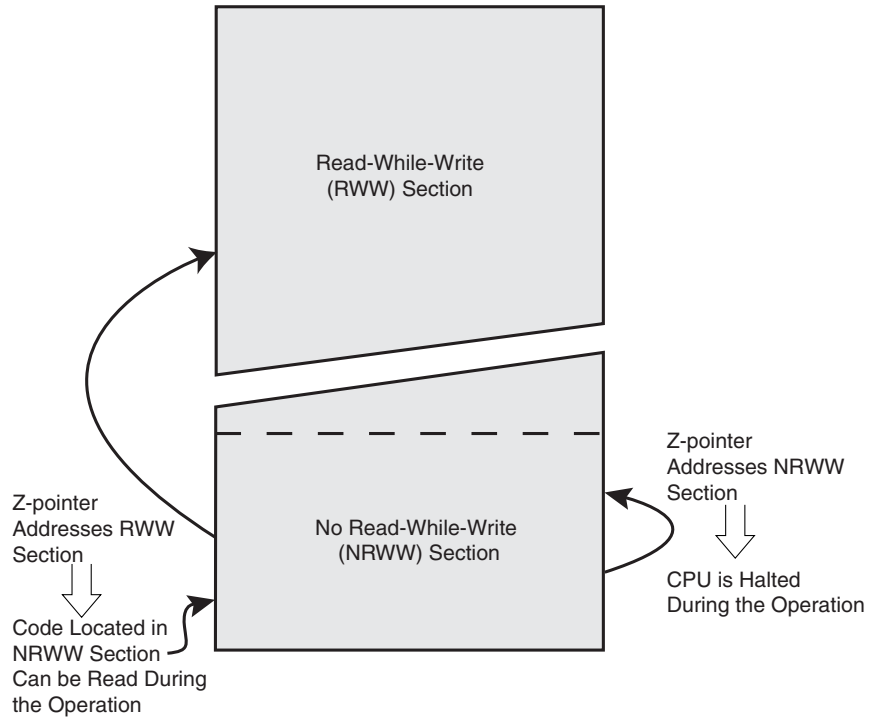 Read-While-Write
(RWW) Section
Z-pointer
Addresses RWW
Section
Code Located in
NRWW Section
Can be Read During
the Operation
No Read-While-Write
(NRWW) Section
Z-pointer
Addresses NRWW
Section
CPU is Halted
During the Operation